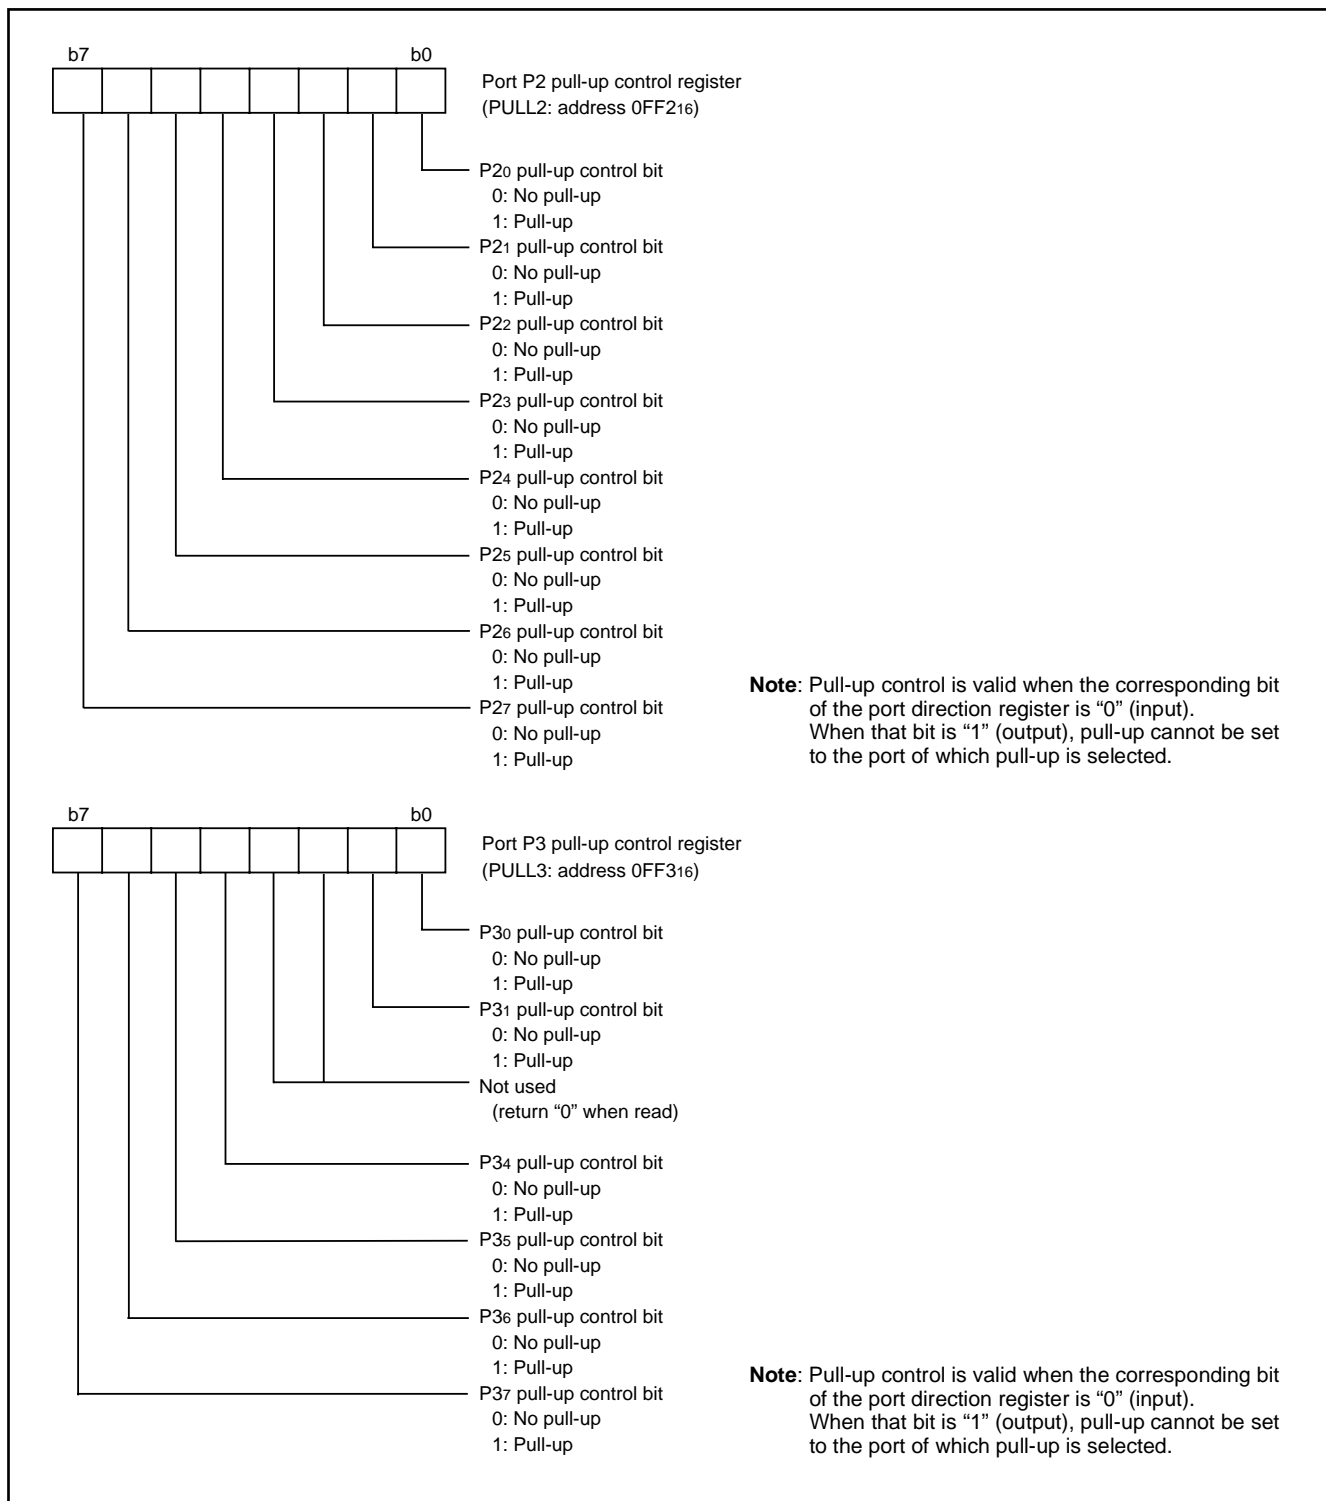 b7 b0
Port P2 pull-up control register
(PULL2: address 0FF216)
P20 pull-up control bit
0: No pull-up
1: Pull-up
P21 pull-up control bit
0: No pull-up
1: Pull-up
P22 pull-up control bit
0: No pull-up
1: Pull-up
P23 pull-up control bit
0: No pull-up
1: Pull-up
P24 pull-up control bit
0: No pull-up
1: Pull-up
P25 pull-up control bit
0: No pull-up
1: Pull-up
P26 pull-up control bit
0: No pull-up
1: Pull-up
P27 pull-up control bit
0: No pull-up
1: Pull-up
Note: Pull-up control is valid when the corresponding bit
of the port direction register is “0” (input).
When that bit is “1” (output), pull-up cannot be set
to the port of which pull-up is selected.
b7 b0
Port P3 pull-up control register
(PULL3: address 0FF316)
P30 pull-up control bit
0: No pull-up
1: Pull-up
P31 pull-up control bit
0: No pull-up
1: Pull-up
Not used
(return “0” when read)
P34 pull-up control bit
0: No pull-up
1: Pull-up
P35 pull-up control bit
0: No pull-up
1: Pull-up
P36 pull-up control bit
0: No pull-up
1: Pull-up
P37 pull-up control bit
0: No pull-up
1: Pull-up
Note: Pull-up control is valid when the corresponding bit
of the port direction register is “0” (input).
When that bit is “1” (output), pull-up cannot be set
to the port of which pull-up is selected.